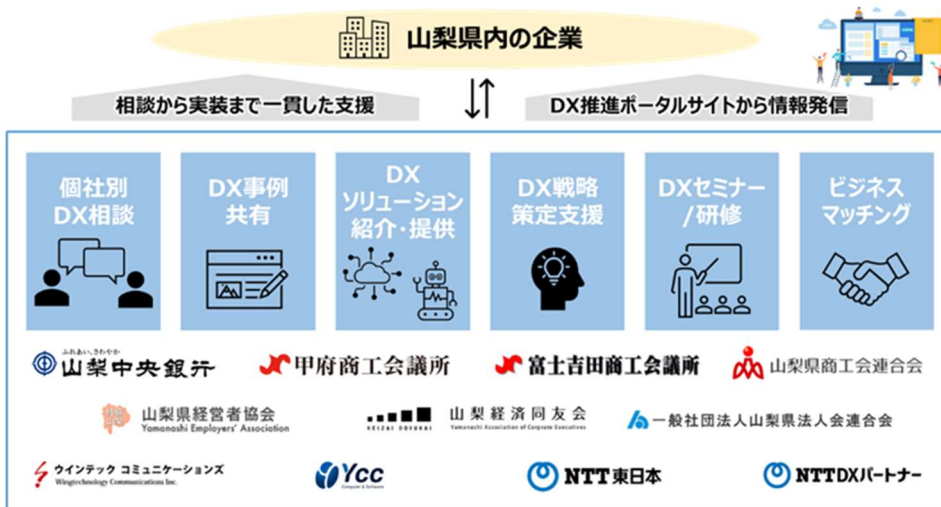 山梨県内の企業
相談から実装まで一貫した支援
DX推進ポータルサイトから情報発信
個社別
DX相談
DX事例
共有
DX
ソリューション
紹介・提供
DX戦略
策定支援
DXセミナー
/研修
ビジネス
マッチング
ふれあい、さわやか
山梨中央銀行
甲府商工会議所
富士吉田商工会議所
山梨県商工会連合会
山梨県経営者協会
Yamanashi Employers' Association
KEIZAI DOYUKAI
山梨経済同友会
Yamanashi Association of Corporate Executives
一般社団法人山梨県法人会連合会
ウインテック コミュニケーションズ
Wingtechnology Communications Inc.
Ycc
Computer & Software
NTT東日本
NTTDXパートナー